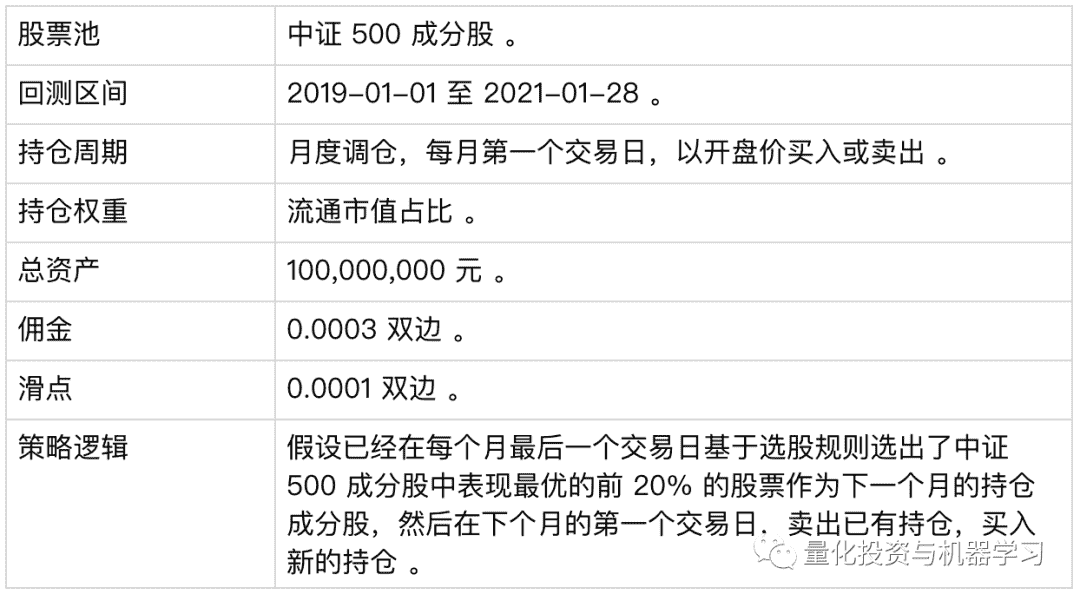 股票池 中证 500 成分股 。
回测区间 2019-01-01 至 2021-01-28 。
持仓周期 月度调仓，每月第一个交易日，以开盘价买入或卖出 。
持仓权重 流通市值占比 。
总资产 100,000,000 元 。
佣金 0.0003 双边 。
滑点 0.0001 双边 。
策略逻辑 假设已经在每个月最后一个交易日基于选股规则选出了中证
500 成分股中表现最优的前 20% 的股票作为下一个月的持仓
成分股，然后在下个月的第一个交易日．卖出已有持仓，买入
新的持仓 。
量化投资与机器学习